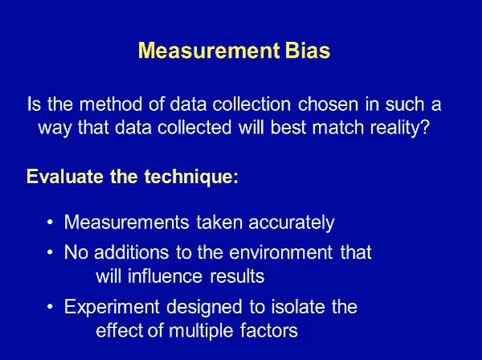 Measurement Bias
Is the method of data collection chosen in such a
way that data collected will best match reality?
Evaluate the technique:
• Measurements taken accurately
• No additions to the environment that
will influence results
• Experiment designed to isolate the
effect of multiple factors